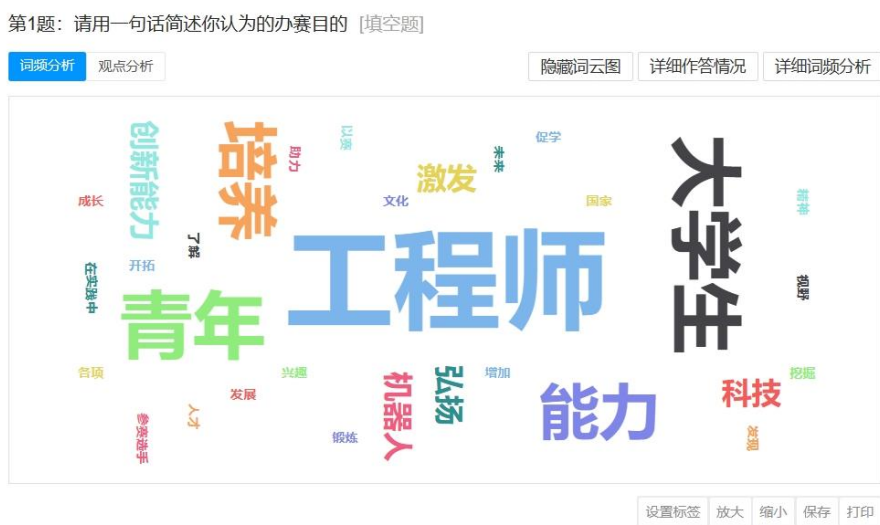 第1题：请用一句话简述你认为的办赛目的 [填空题]
词频分析 观点分析 隐藏词云图 详细作答情况 详细词频分析
创新能力
培养
助力
以赛
激发
未来
促学
大学生
成长
文化
国家
精神
了解
在实践中
开拓
工程师
视野
青年
各项
兴趣
机器人
弘扬
增加
能力
科技
挖掘
发展
人才
参赛选手
锻炼
发现
设置标签 放大 缩小 保存 打印